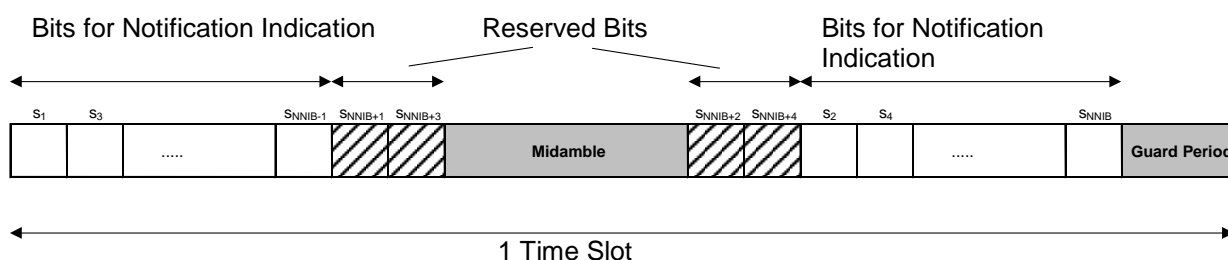 Bits for Notification Indication
Reserved Bits
Bits for Notification
Indication
s1 s3 sNNIB-1 sNNIB+1 sNNIB+3 sNNIB+2 sNNIB+4 s2 s4 sNNIB
..... Midamble ..... Guard Period
1 Time Slot